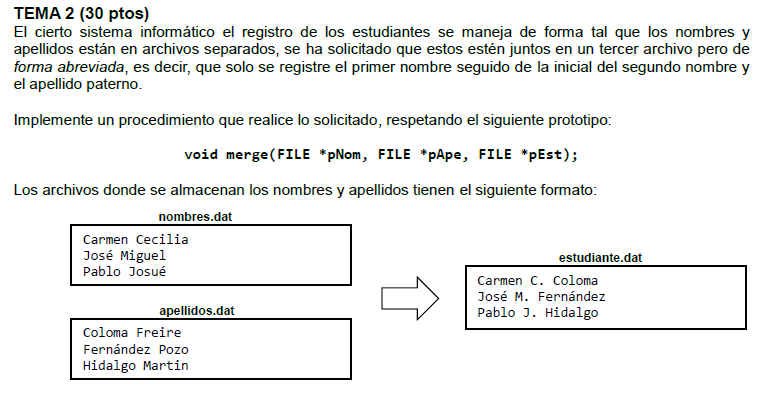 TEMA 2 (30 ptos)
El cierto sistema informático el registro de los estudiantes se maneja de forma tal que los nombres y
apellidos están en archivos separados, se ha solicitado que estos estén juntos en un tercer archivo pero de
forma abreviada, es decir, que solo se registre el primer nombre seguido de la inicial del segundo nombre y
el apellido paterno.
Implemente un procedimiento que realice lo solicitado, respetando el siguiente prototipo:
void merge(FILE *pNom, FILE *pApe, FILE *pEst);
Los archivos donde se almacenan los nombres y apellidos tienen el siguiente formato:
nombres.dat
Carmen Cecilia
José Miguel
Pablo Josué
apellidos.dat
Coloma Freire
Fernández Pozo
Hidalgo Martin
estudiante.dat
Carmen C. Coloma
José M. Fernández
Pablo J. Hidalgo